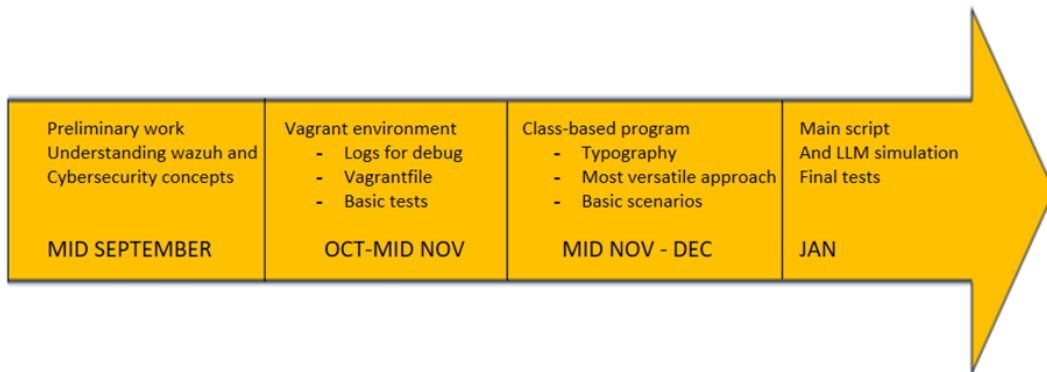 Preliminary work
Understanding wazuh and
Cybersecurity concepts
MID SEPTEMBER
Vagrant environment
- Logs for debug
- Vagrantfile
- Basic tests
OCT-MID NOV
Class-based program
- Typography
- Most versatile approach
- Basic scenarios
MID NOV - DEC
Main script
And LLM simulation
Final tests
JAN